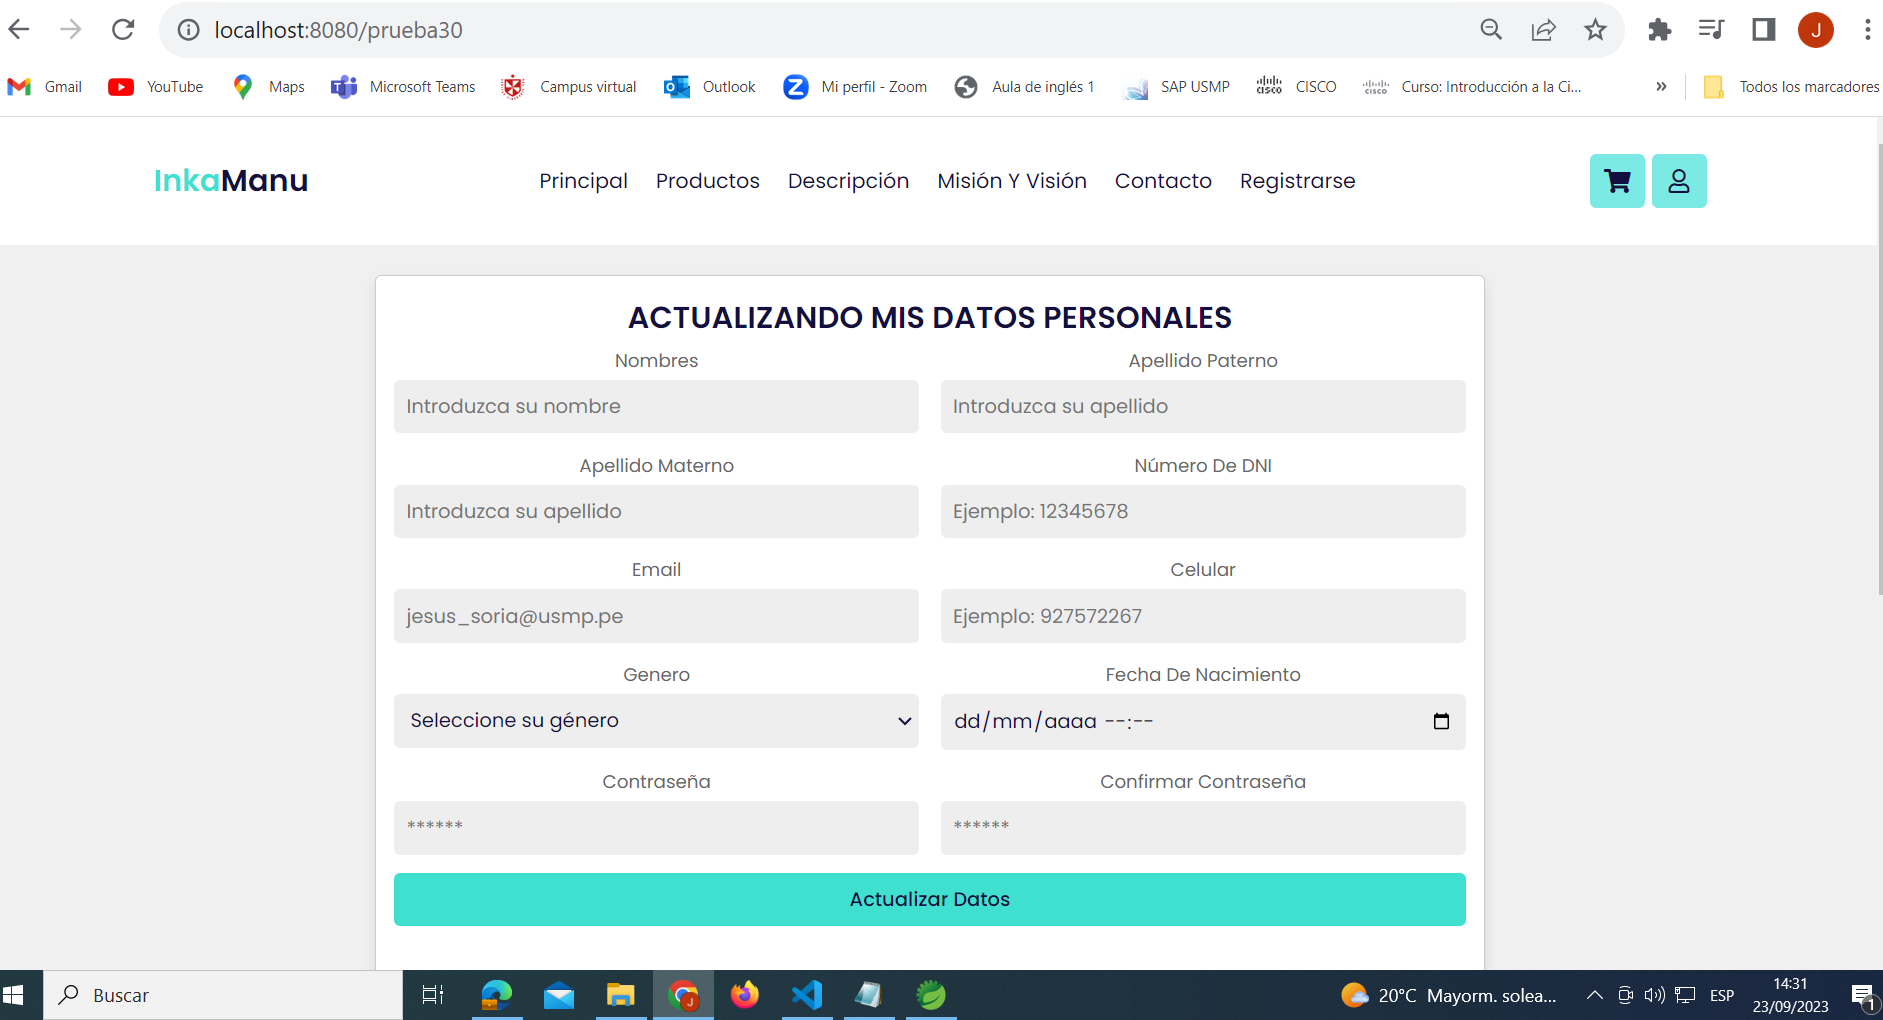 localhost:8080/prueba30
J
Gmail YouTube Maps Microsoft Teams Campus virtual Outlook Mi perfil - Zoom Aula de inglés 1 SAP USMP CISCO Curso: Introducción a la Ci... » Todos los marcadores
InkaManu Principal Productos Descripción Misión Y Visión Contacto Registrarse
ACTUALIZANDO MIS DATOS PERSONALES
Nombres Apellido Paterno
Introduzca su nombre Introduzca su apellido
Apellido Materno Número De DNI
Introduzca su apellido Ejemplo: 12345678
Email Celular
jesus_soria@usmp.pe Ejemplo: 927572267
Genero Fecha De Nacimiento
Seleccione su género dd/mm/aaaa --:--
Contraseña Confirmar Contraseña
****** ******
Actualizar Datos
Buscar 20°C Mayorm. solea... ESP 14:31
23/09/2023 1